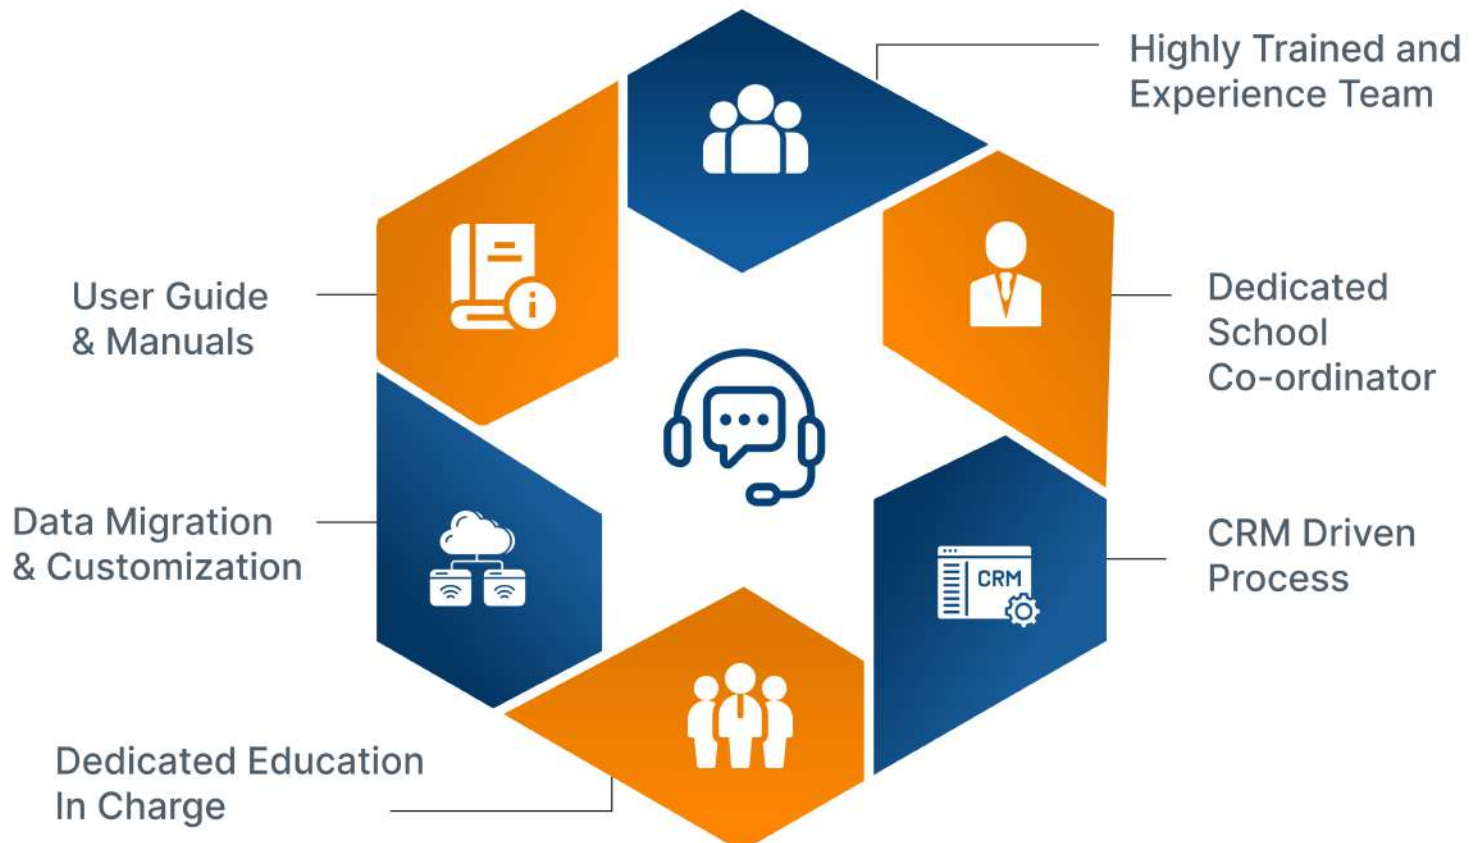 Highly Trained and
Experience Team
User Guide
& Manuals
Dedicated
School
Co-ordinator
Data Migration
& Customization
CRM Driven
Process
CRM
Dedicated Education
In Charge